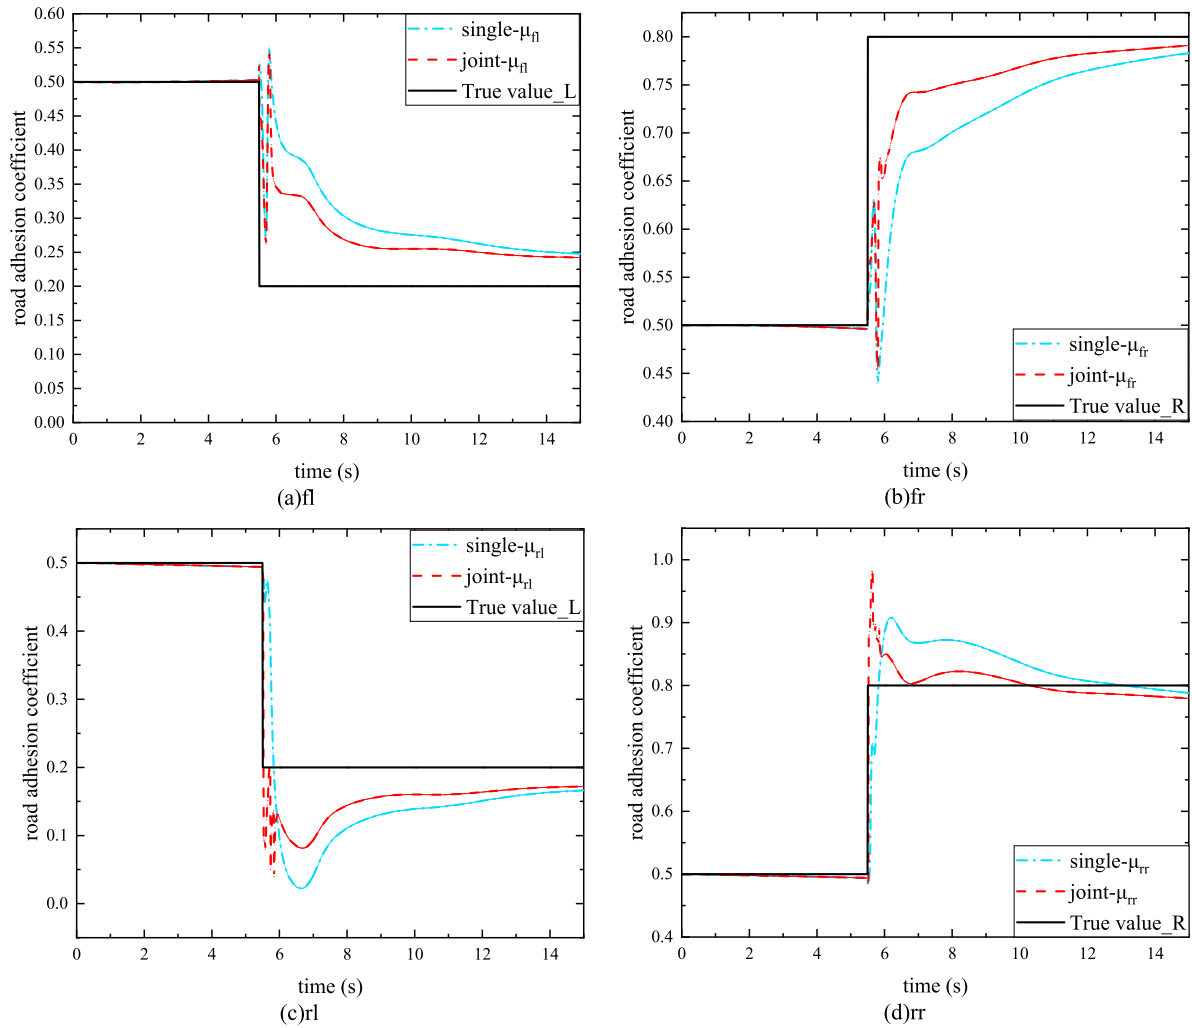 0.60
0.55
0.50
0.45
0.40
0.35
0.30
0.25
0.20
0.15
0.10
0.05
0.00
road adhesion coefficient
single-μfl
joint-μfl
True value_L
0 2 4 6 8 10 12 14
time (s)
(a)fl
0.80
0.75
0.70
0.65
0.60
0.55
0.50
0.45
0.40
road adhesion coefficient
single-μfr
joint-μfr
True value_R
0 2 4 6 8 10 12 14
time (s)
(b)fr
0.5
0.4
0.3
0.2
0.1
0.0
road adhesion coefficient
single-μrl
joint-μrl
True value_L
0 2 4 6 8 10 12 14
time (s)
(c)rl
1.0
0.9
0.8
0.7
0.6
0.5
0.4
road adhesion coefficient
single-μrr
joint-μrr
True value_R
0 2 4 6 8 10 12 14
time (s)
(d)rr